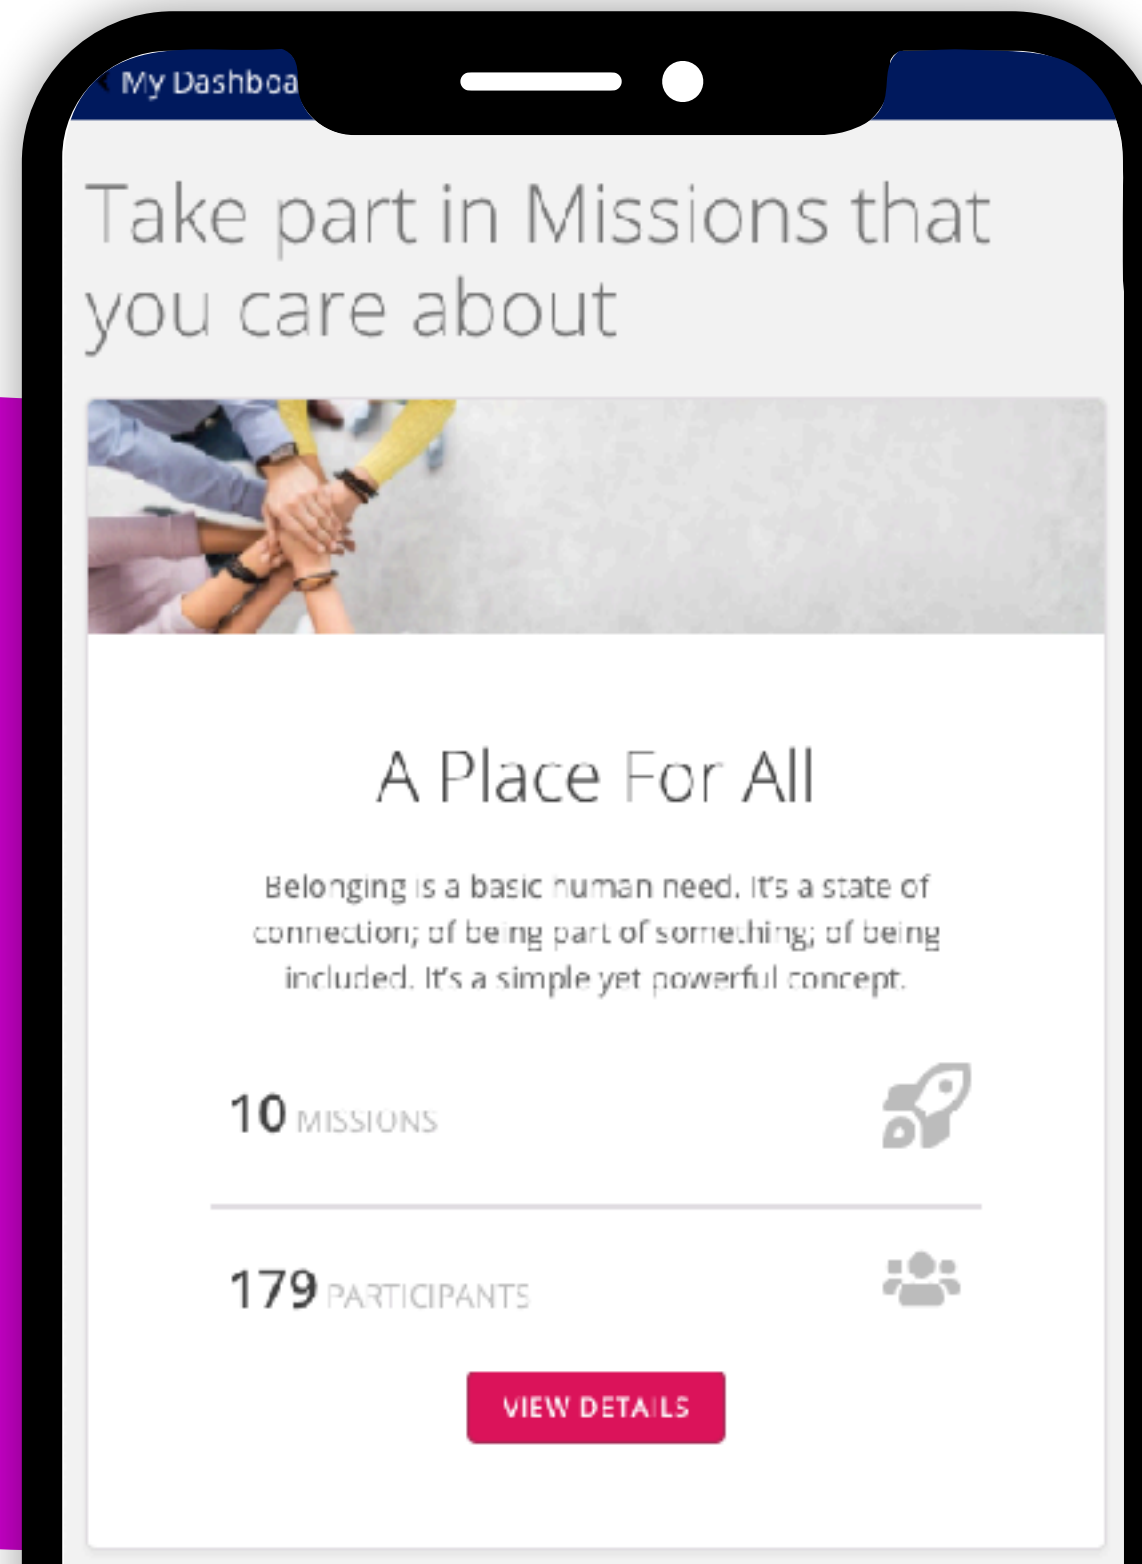 My Dashboa
Take part in Missions that
you care about
A Place For All
Belonging is a basic human need. It's a state of
connection; of being part of something; of being
included. It's a simple yet powerful concept.
10 MISSIONS
179 PARTICIPANTS
VIEW DETAILS